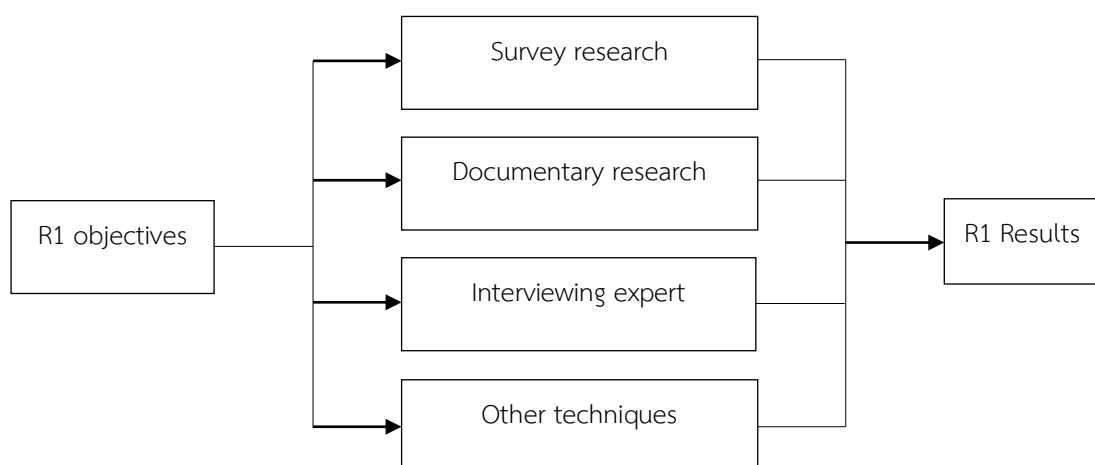 Survey research
Documentary research
R1 objectives
R1 Results
Interviewing expert
Other techniques